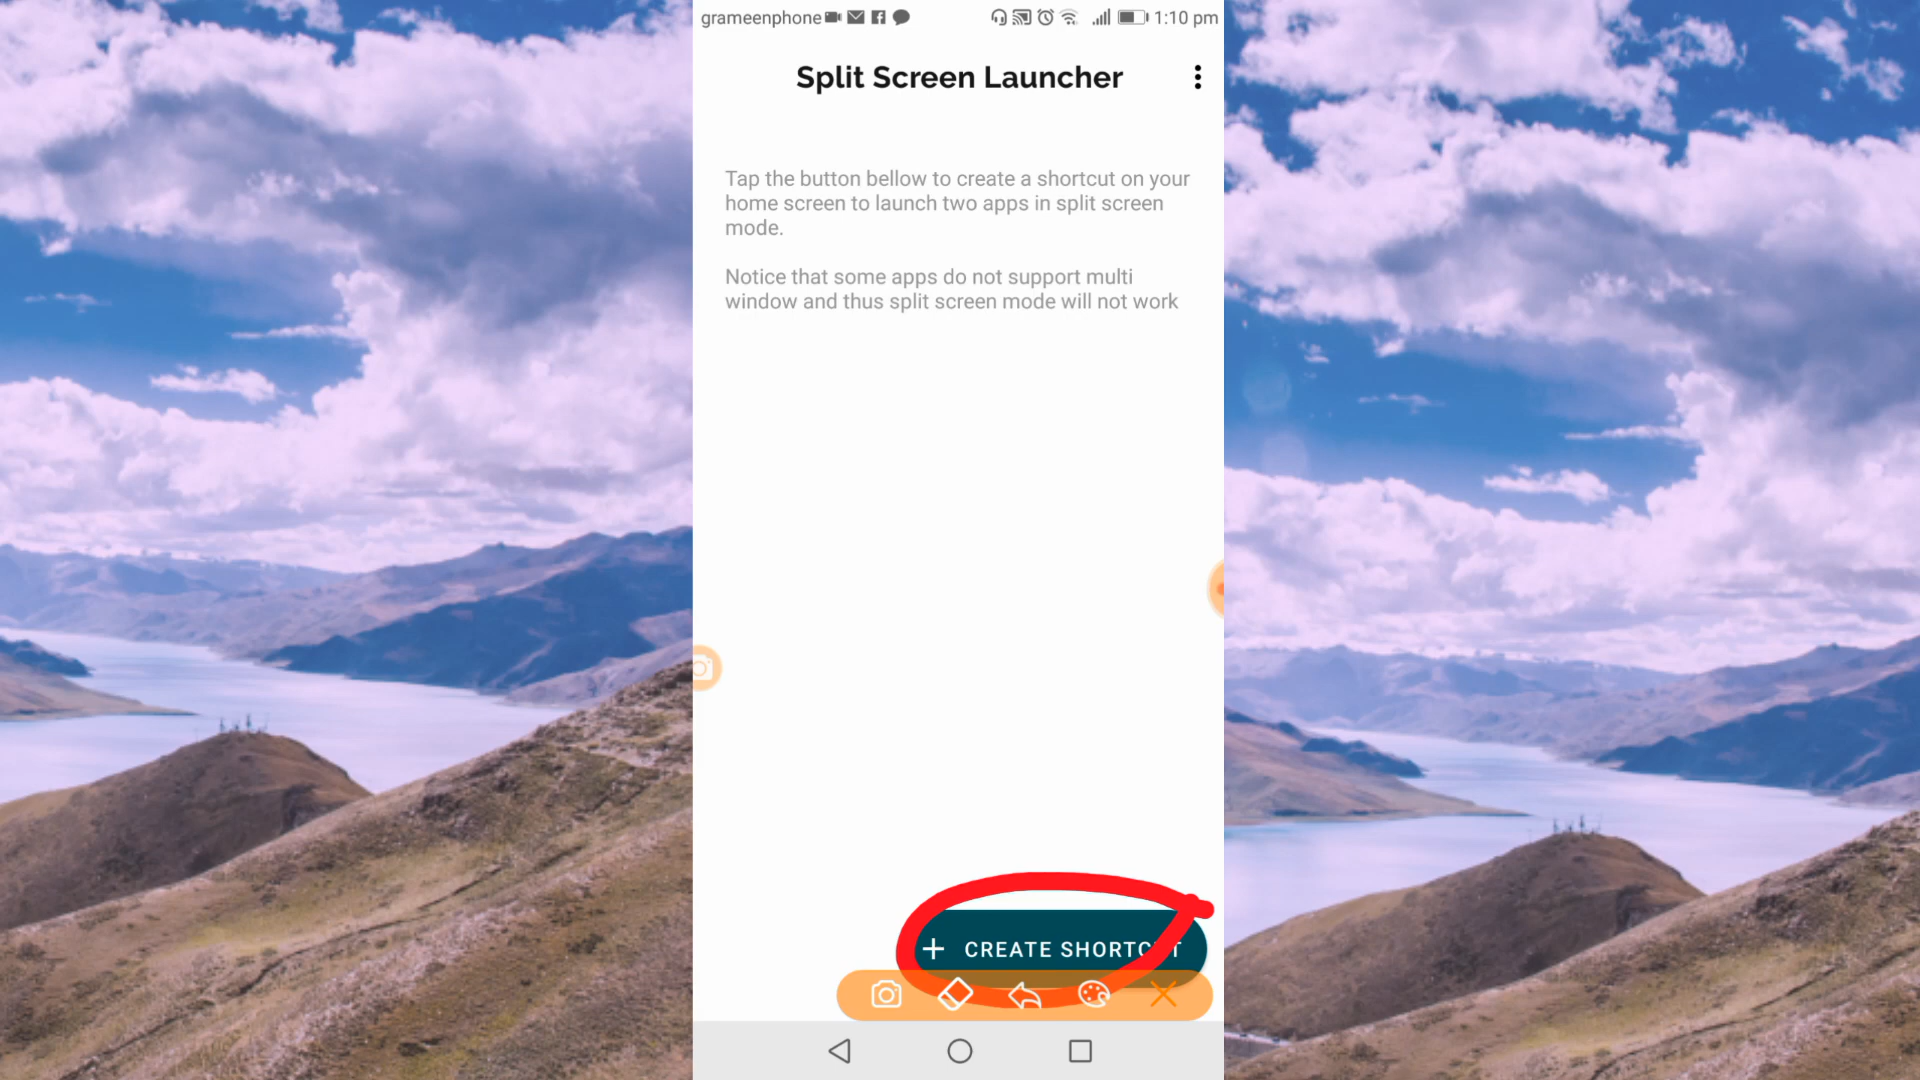 grameenphone 1:10 pm
Split Screen Launcher
Tap the button bellow to create a shortcut on your
home screen to launch two apps in split screen
mode.
Notice that some apps do not support multi
window and thus split screen mode will not work
CREATE SHORTCUT